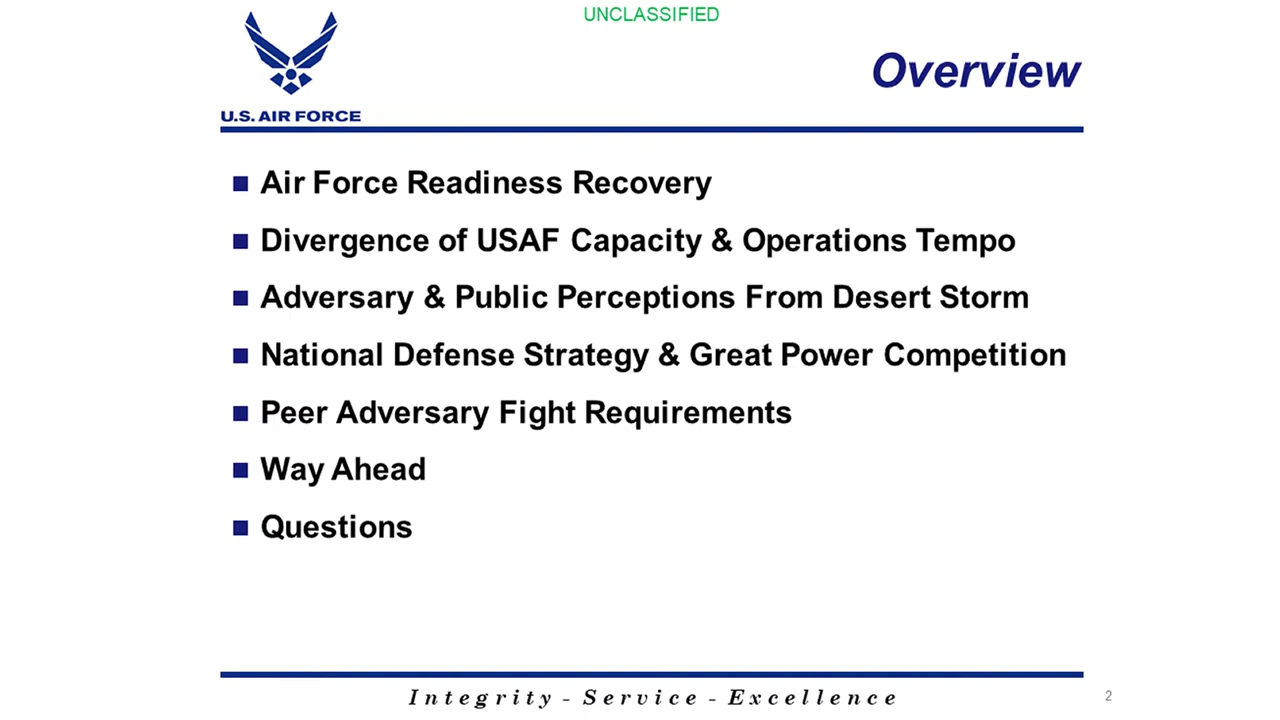 UNCLASSIFIED
Overview
U.S. AIR FORCE
Air Force Readiness Recovery
Divergence of USAF Capacity & Operations Tempo
Adversary & Public Perceptions From Desert Storm
National Defense Strategy & Great Power Competition
Peer Adversary Fight Requirements
Way Ahead
Questions
Integrity - Service - Excellence
2